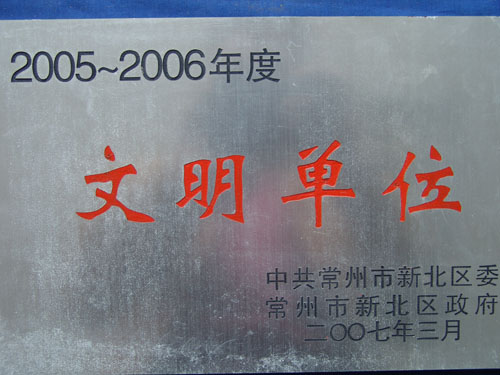 2005~2006年度
文明单位
中共常州市新北区委
常州市新北区政府
二〇〇七年三月